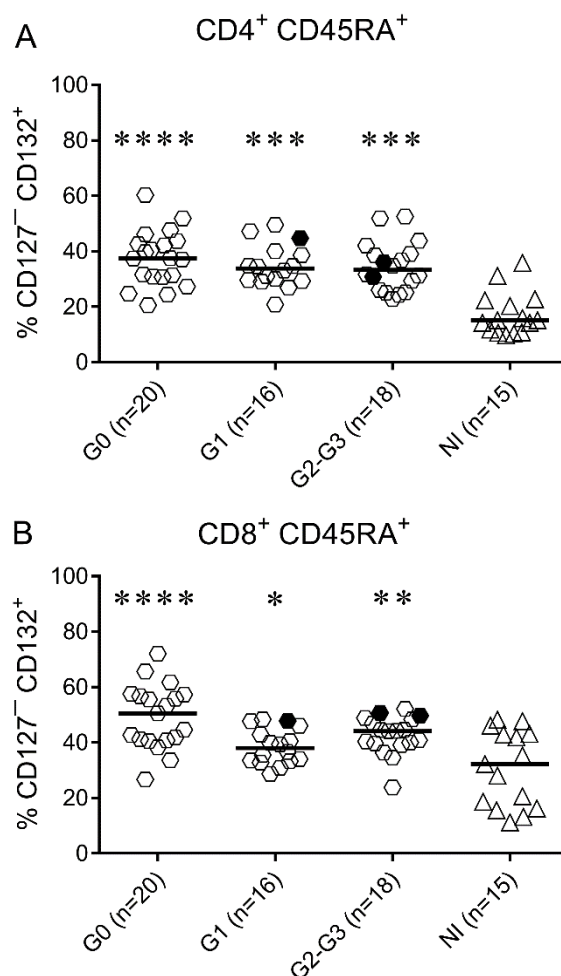 A
CD4⁺ CD45RA⁺
% CD127⁻ CD132⁺
100
80
60
40
20
0
**** *** ***
G0 (n=20)
G1 (n=16)
G2-G3 (n=18)
NI (n=15)
B
CD8⁺ CD45RA⁺
% CD127⁻ CD132⁺
100
80
60
40
20
0
**** * **
G0 (n=20)
G1 (n=16)
G2-G3 (n=18)
NI (n=15)